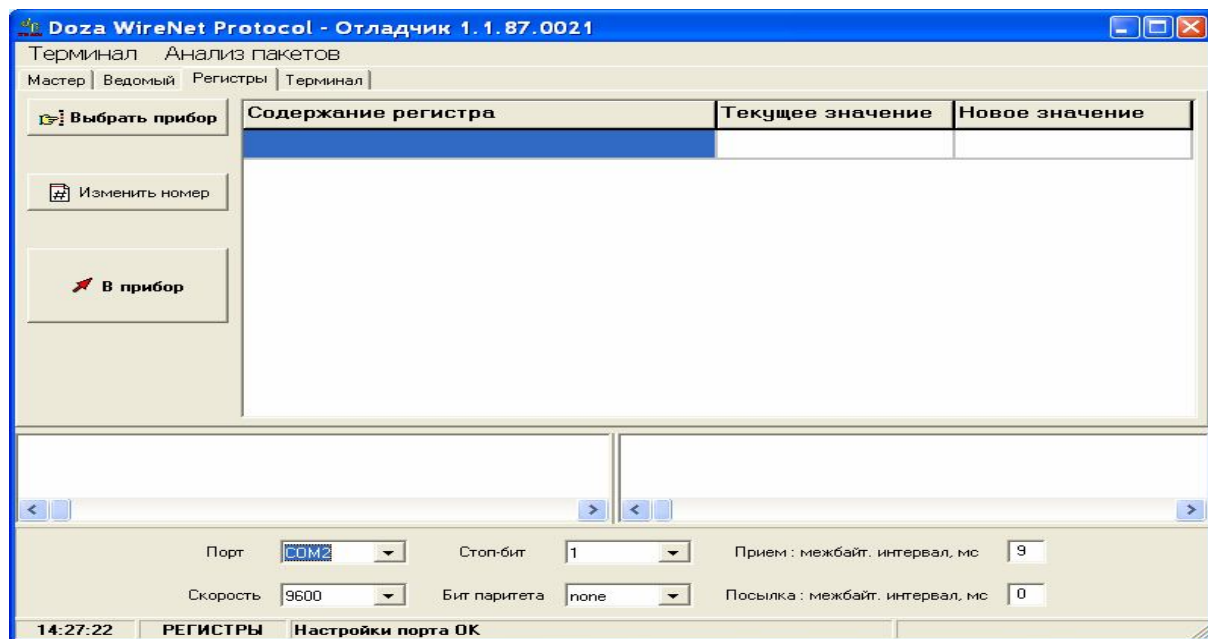 Doza WireNet Protocol - Отладчик 1.1.87.0021
Терминал Анализ пакетов
Мастер Ведомый Регистры Терминал
Выбрать прибор
Содержание регистра Текущее значение Новое значение
Изменить номер
В прибор
Порт COM2 Стоп-бит 1 Прием : межбайт. интервал, мс 9
Скорость 9600 Бит паритета none Посылка : межбайт. интервал, мс 0
14:27:22 РЕГИСТРЫ Настройки порта ОК